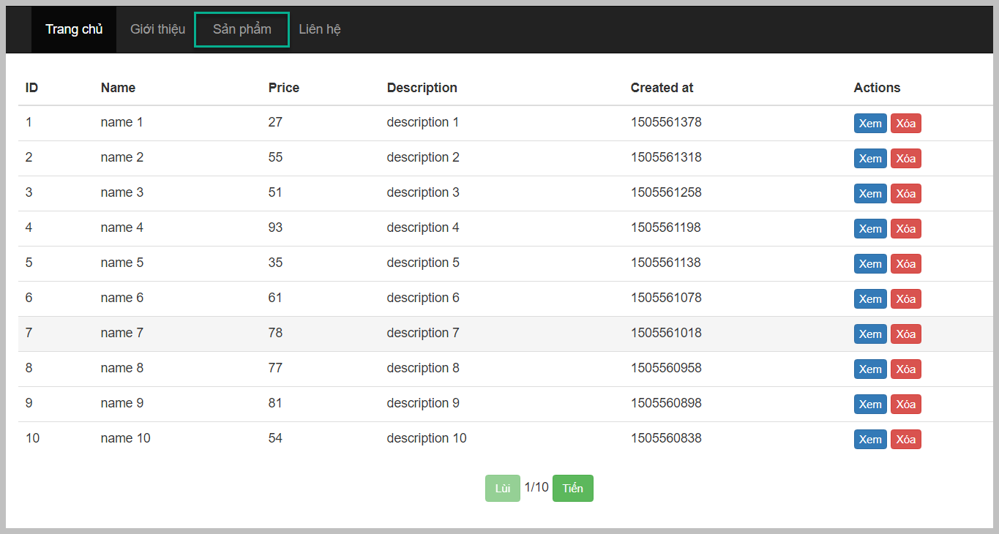 Trang chủ Giới thiệu Sản phẩm Liên hệ
ID Name Price Description Created at Actions
1 name 1 27 description 1 1505561378 Xem Xóa
2 name 2 55 description 2 1505561318 Xem Xóa
3 name 3 51 description 3 1505561258 Xem Xóa
4 name 4 93 description 4 1505561198 Xem Xóa
5 name 5 35 description 5 1505561138 Xem Xóa
6 name 6 61 description 6 1505561078 Xem Xóa
7 name 7 78 description 7 1505561018 Xem Xóa
8 name 8 77 description 8 1505560958 Xem Xóa
9 name 9 81 description 9 1505560898 Xem Xóa
10 name 10 54 description 10 1505560838 Xem Xóa
Lùi 1/10 Tiến